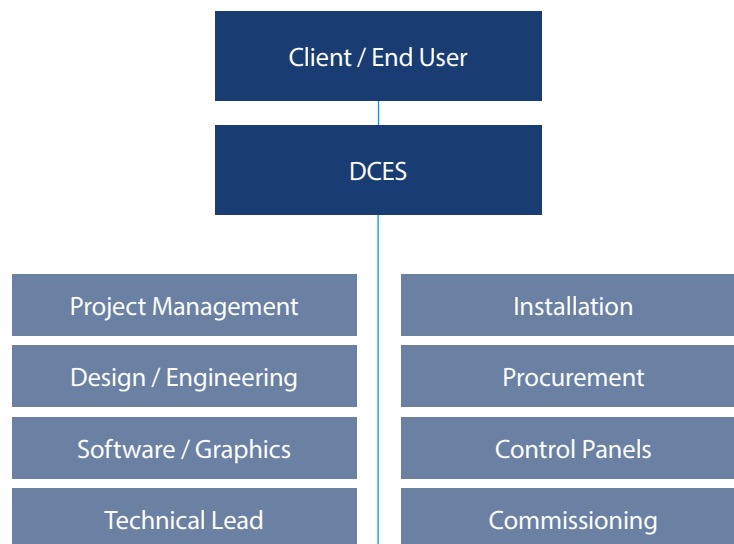 Client / End User
DCES
Project Management
Installation
Design / Engineering
Procurement
Software / Graphics
Control Panels
Technical Lead
Commissioning